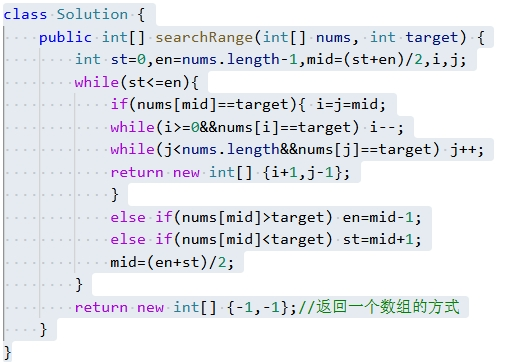 class Solution {
    public int[] searchRange(int[] nums, int target) {
        int st=0,en=nums.length-1,mid=(st+en)/2,i,j;
        while(st<=en){
            if(nums[mid]==target){ i=j=mid;
            while(i>=0&&nums[i]==target) i--;
            while(j<nums.length&&nums[j]==target) j++;
            return new int[] {i+1,j-1};
            }
            else if(nums[mid]>target) en=mid-1;
            else if(nums[mid]<target) st=mid+1;
            mid=(en+st)/2;
        }
        return new int[] {-1,-1};//返回一个数组的方式
    }
}